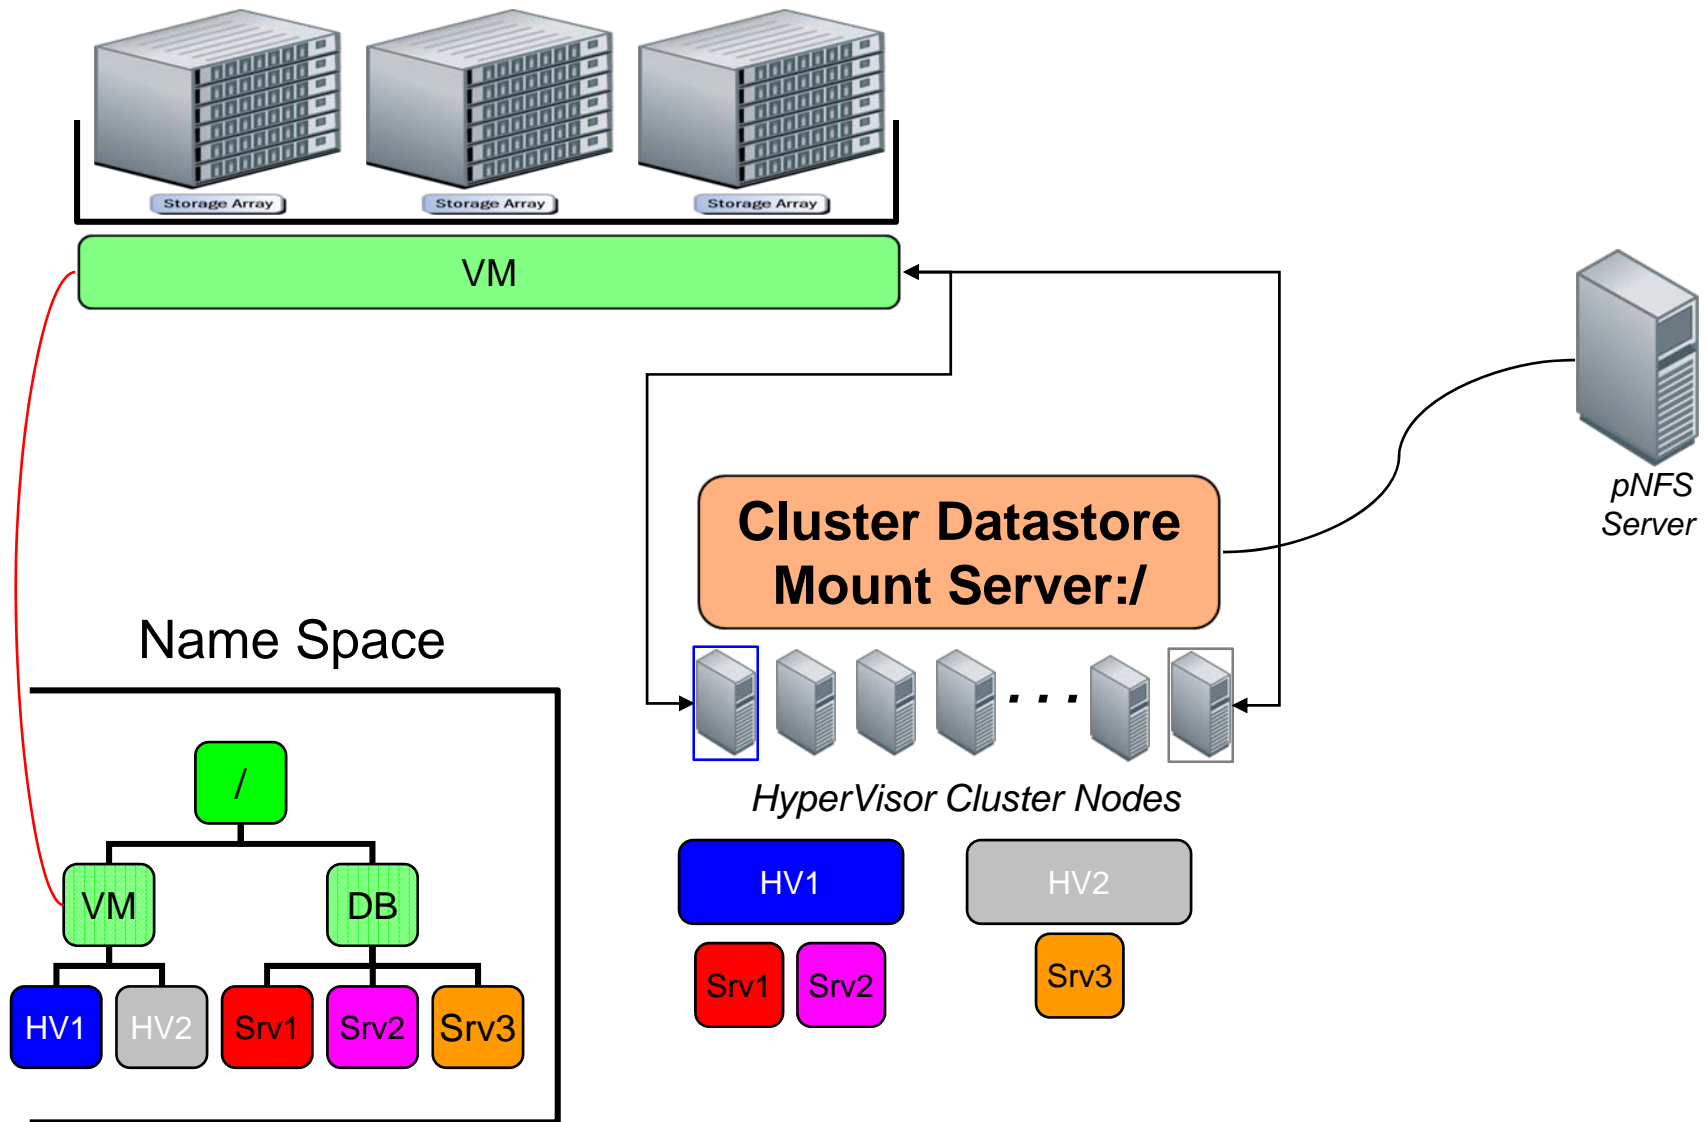 Storage Array
Storage Array
Storage Array
VM
pNFS
Server
Cluster Datastore
Mount Server:/
Name Space
. . .
HyperVisor Cluster Nodes
/
VM
DB
HV1
HV2
Srv1
Srv2
Srv3
HV1
HV2
Srv1
Srv2
Srv3